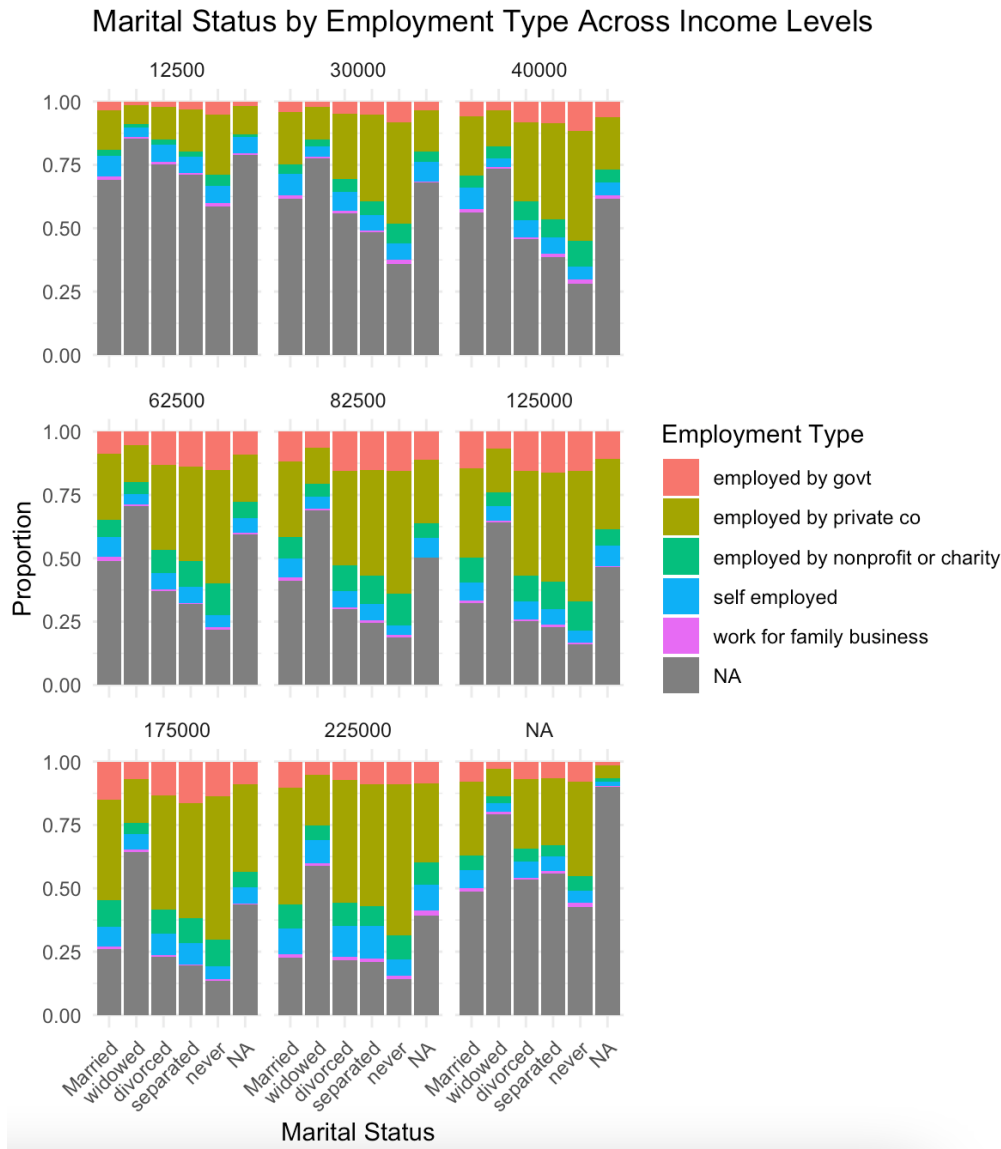 Marital Status by Employment Type Across Income Levels
12500 30000 40000
1.00
0.75
0.50
0.25
0.00
62500 82500 125000
1.00
0.75
0.50
0.25
0.00
175000 225000 NA
1.00
0.75
0.50
0.25
0.00
Proportion
Married widowed divorced separated never NA Married widowed divorced separated never NA Married widowed divorced separated never NA
Marital Status
Employment Type
employed by govt
employed by private co
employed by nonprofit or charity
self employed
work for family business
NA